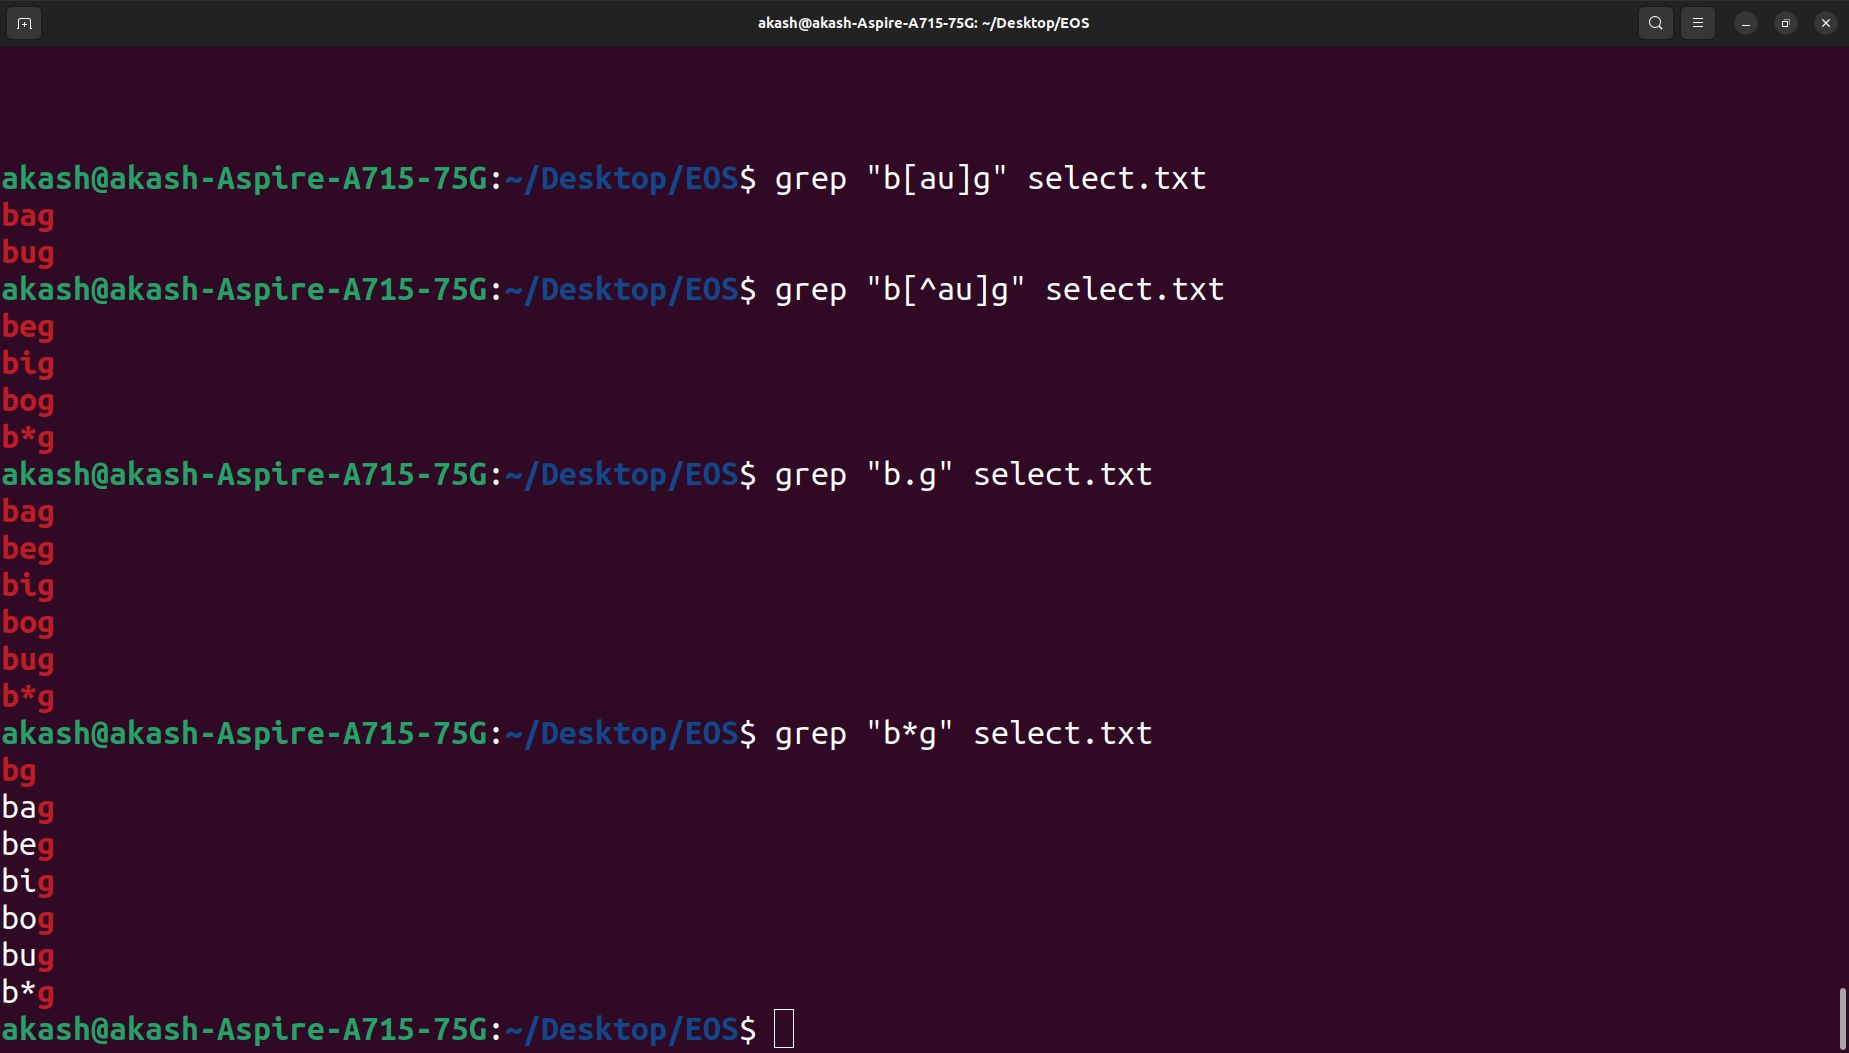 akash@akash-Aspire-A715-75G: ~/Desktop/EOS
akash@akash-Aspire-A715-75G:~/Desktop/EOS$ grep "b[au]g" select.txt
bag
bug
akash@akash-Aspire-A715-75G:~/Desktop/EOS$ grep "b[^au]g" select.txt
beg
big
bog
b*g
akash@akash-Aspire-A715-75G:~/Desktop/EOS$ grep "b.g" select.txt
bag
beg
big
bog
bug
b*g
akash@akash-Aspire-A715-75G:~/Desktop/EOS$ grep "b*g" select.txt
bg
bag
beg
big
bog
bug
b*g
akash@akash-Aspire-A715-75G:~/Desktop/EOS$